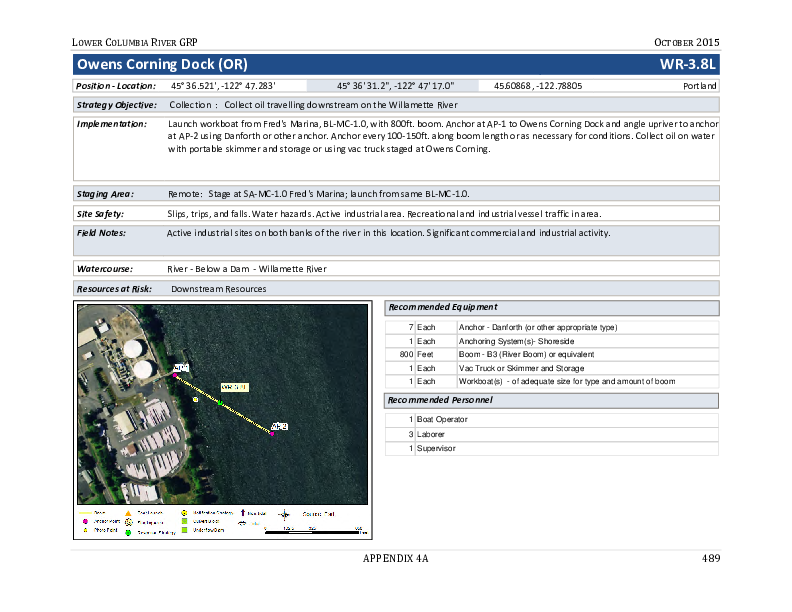 LOWER COLUMBIA RIVER GRP OCTOBER 2015
Owens Corning Dock (OR) WR-3.8L
Position - Location: 45° 36.521', -122° 47.283' 45° 36' 31.2", -122° 47' 17.0" 45.60868 , -122.78805 Portland
Strategy Objective: Collection : Collect oil travelling downstream on the Willamette River
Implementation: Launch workboat from Fred's Marina, BL-MC-1.0, with 800ft. boom. Anchor at AP-1 to Owens Corning Dock and angle upriver to anchor
at AP-2 using Danforth or other anchor. Anchor every 100-150ft. along boom length or as necessary for conditions. Collect oil on water
with portable skimmer and storage or using vac truck staged at Owens Corning.
Staging Area: Remote: Stage at SA-MC-1.0 Fred's Marina; launch from same BL-MC-1.0.
Site Safety: Slips, trips, and falls. Water hazards. Active industrial area. Recreational and industrial vessel traffic in area.
Field Notes: Active industrial sites on both banks of the river in this location. Significant commercial and industrial activity.
Watercourse: River - Below a Dam - Willamette River
Resources at Risk: Downstream Resources
Recommended Equipment
7 Each Anchor - Danforth (or other appropriate type)
1 Each Anchoring System(s)- Shoreside
800 Feet Boom - B3 (River Boom) or equivalent
1 Each Vac Truck or Skimmer and Storage
1 Each Workboat(s) - of adequate size for type and amount of boom
Recommended Personnel
1 Boat Operator
3 Laborer
1 Supervisor
AP-1
WR-3.8L
AP-2
Anchor Point
Photo Point
APPENDIX 4A 489